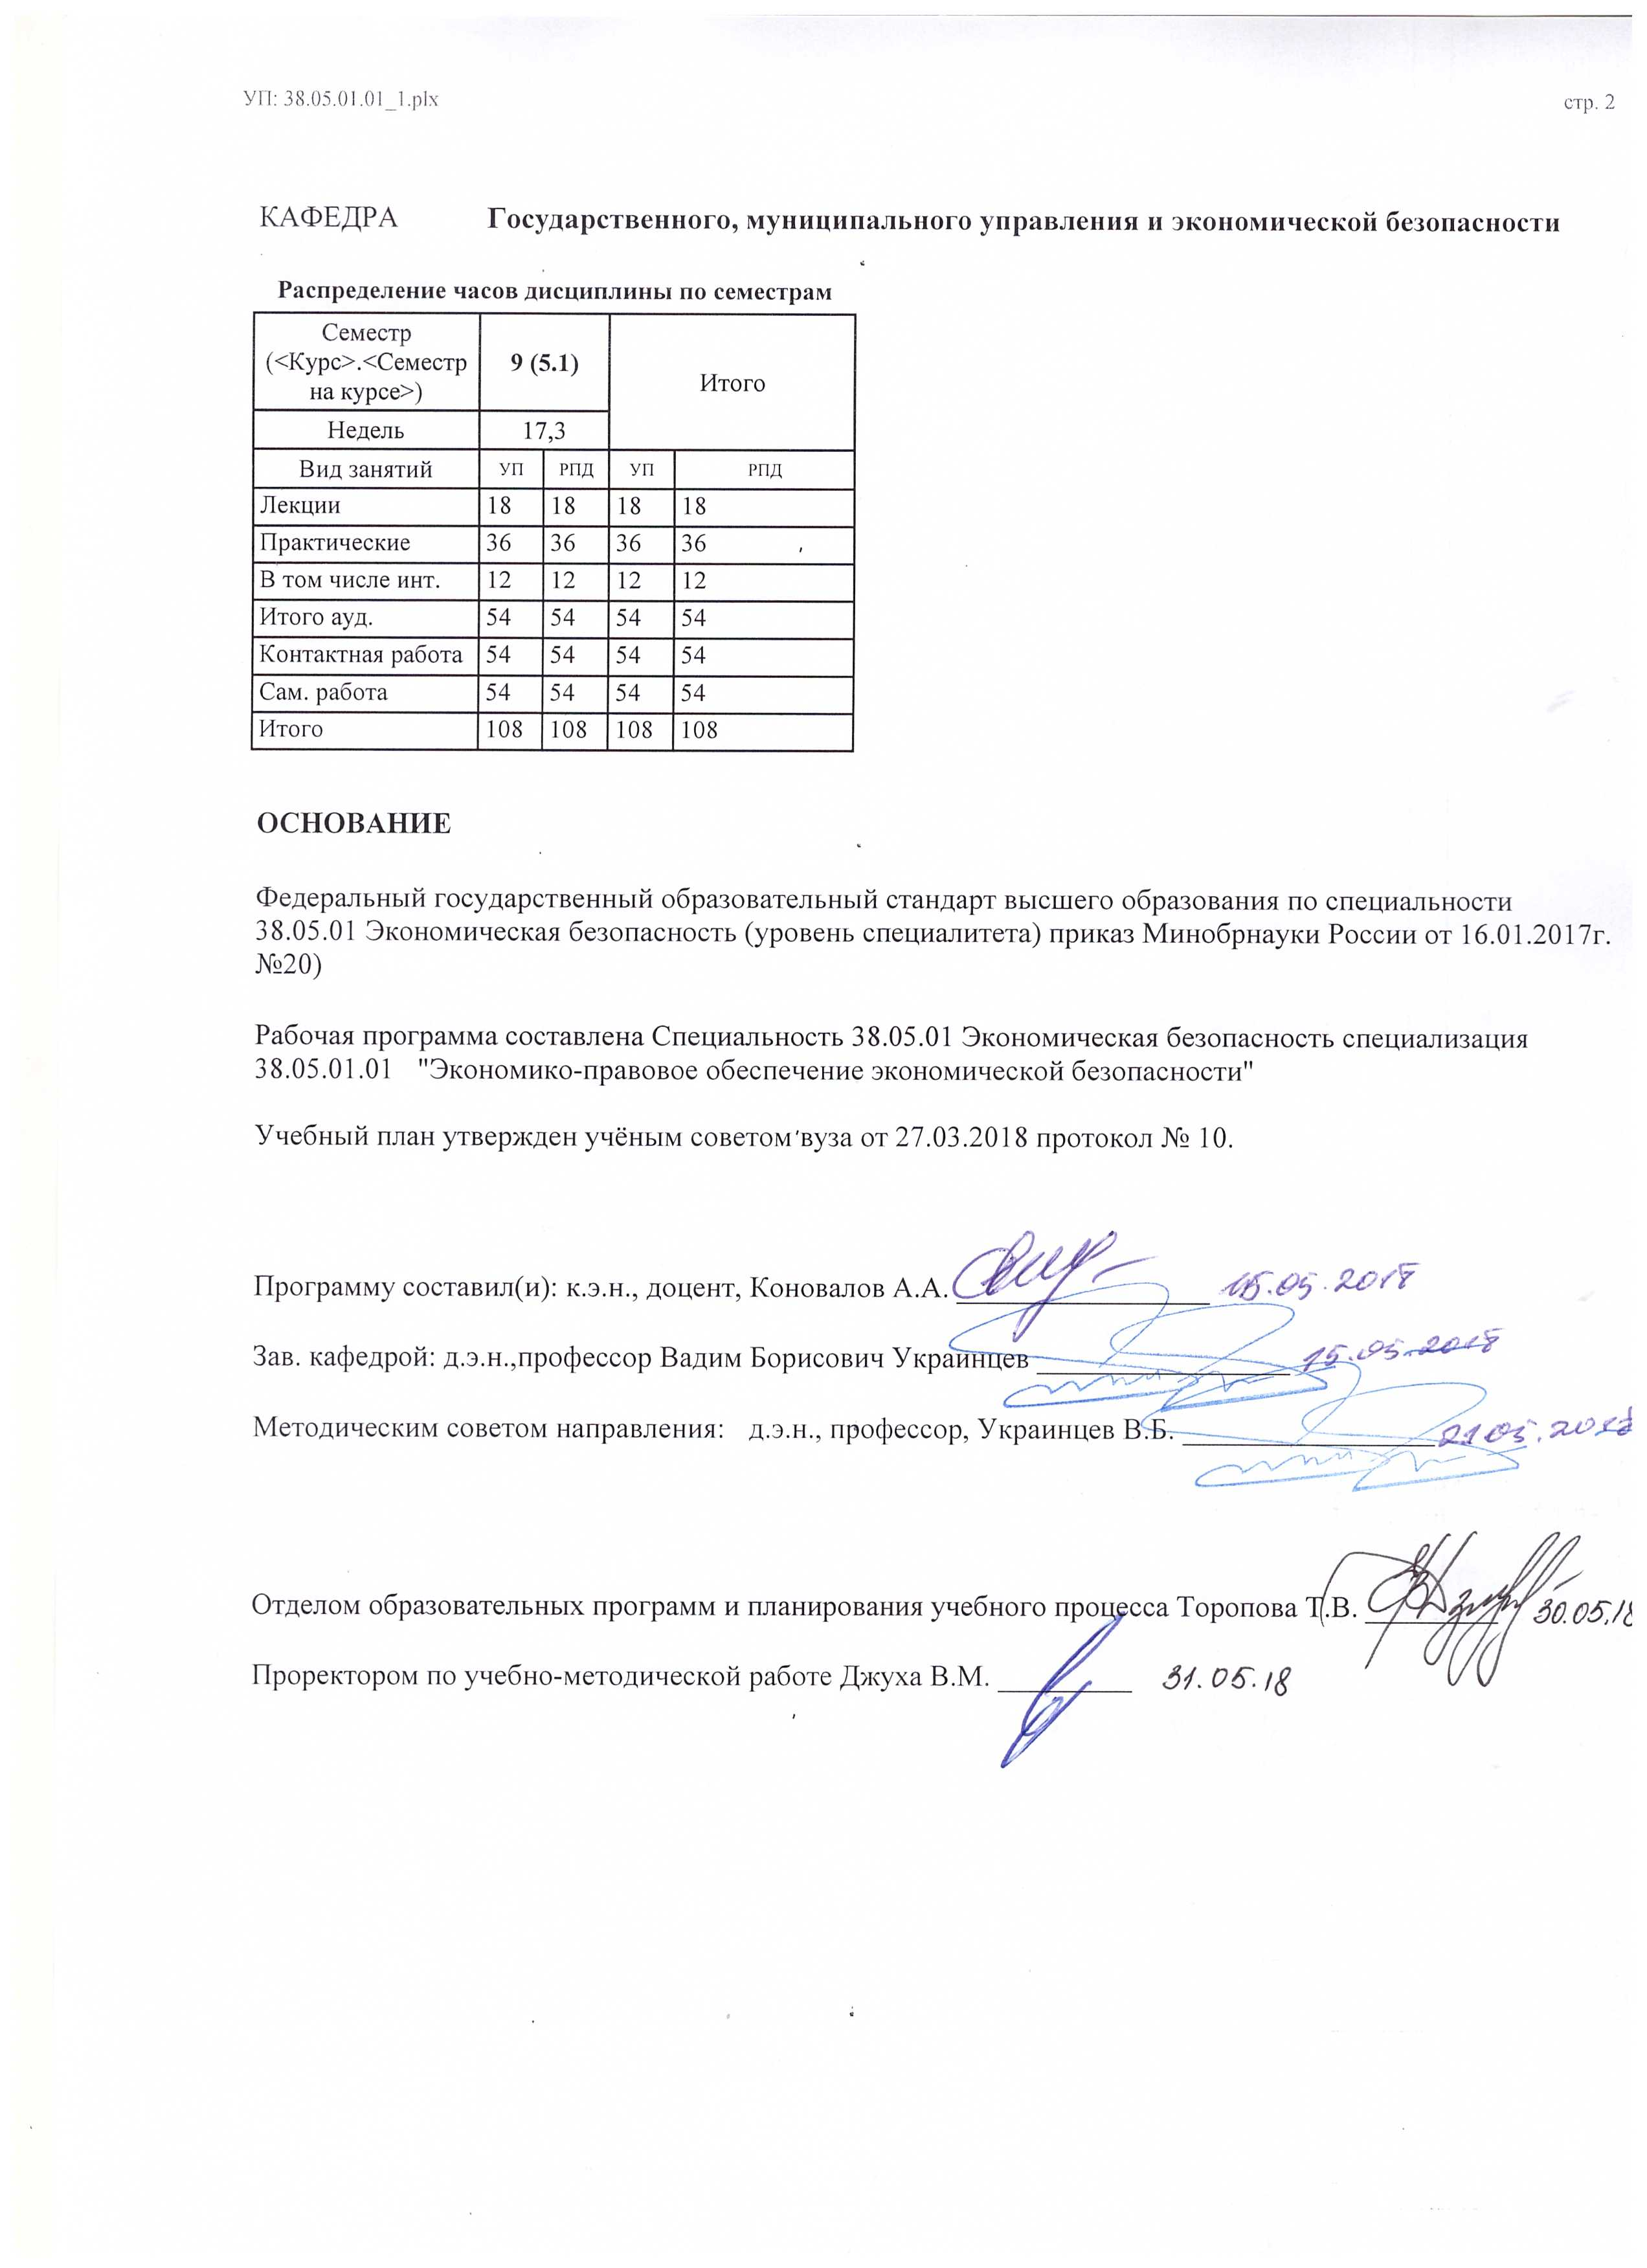 УП: 38.05.01.01_1.plx стр. 2
КАФЕДРА Государственного, муниципального управления и экономической безопасности
Распределение часов дисциплины по семестрам
Семестр (<Курс>.<Семестр на курсе>) 9 (5.1) Итого
Недель 17,3
Вид занятий УП РПД УП РПД
Лекции 18 18 18 18
Практические 36 36 36 36
В том числе инт. 12 12 12 12
Итого ауд. 54 54 54 54
Контактная работа 54 54 54 54
Сам. работа 54 54 54 54
Итого 108 108 108 108
ОСНОВАНИЕ
Федеральный государственный образовательный стандарт высшего образования по специальности
38.05.01 Экономическая безопасность (уровень специалитета) приказ Минобрнауки России от 16.01.2017г.
№20)
Рабочая программа составлена Специальность 38.05.01 Экономическая безопасность специализация
38.05.01.01 "Экономико-правовое обеспечение экономической безопасности"
Учебный план утвержден учёным советом вуза от 27.03.2018 протокол № 10.
Программу составил(и): к.э.н., доцент, Коновалов А.А.
Зав. кафедрой: д.э.н.,профессор Вадим Борисович Украинцев 15.05.2018
Методическим советом направления: д.э.н., профессор, Украинцев В.Б. 21.05.2018
Отделом образовательных программ и планирования учебного процесса Торопова Т.В. 30.05.18
Проректором по учебно-методической работе Джуха В.М. 31.05.18